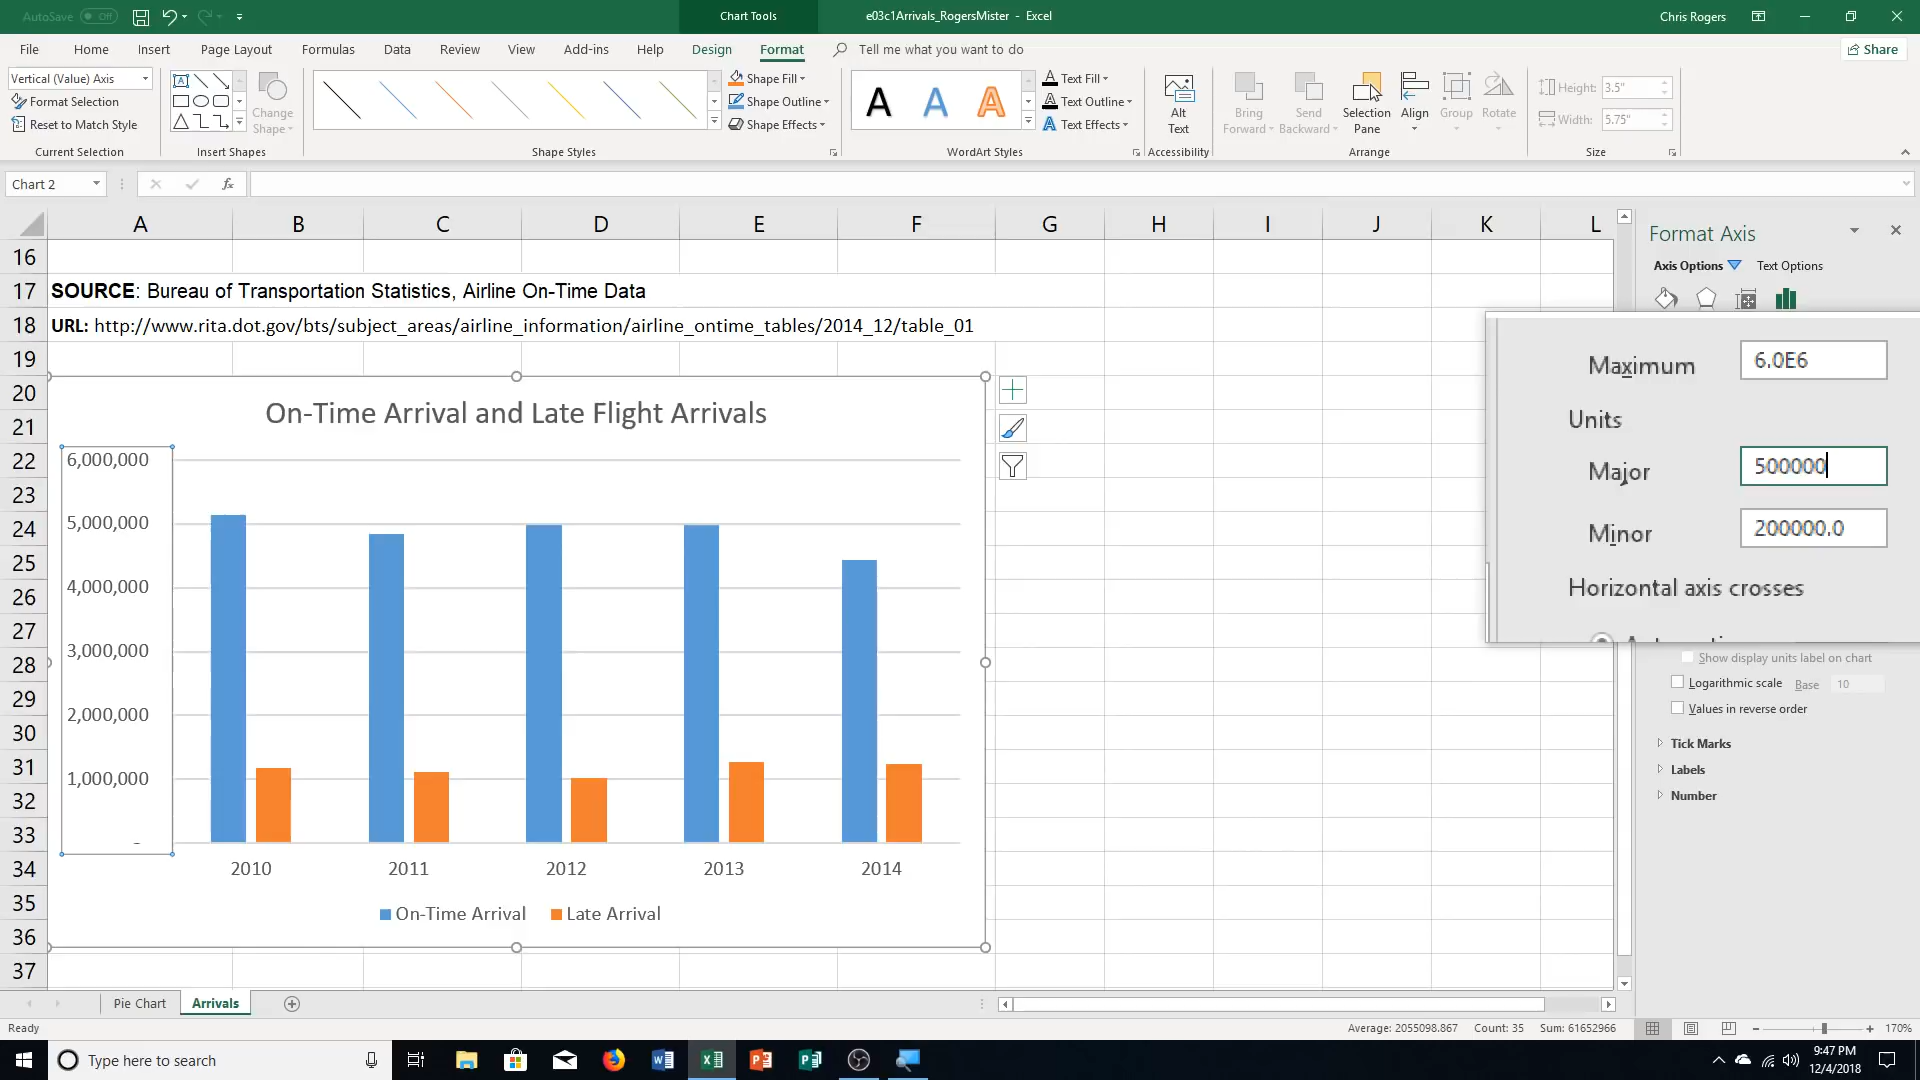 AutoSave Off
Chart Tools
e03c1Arrivals_RogersMister - Excel
Chris Rogers
File Home Insert Page Layout Formulas Data Review View Add-ins Help Design Format Tell me what you want to do Share
Vertical (Value) Axis
Format Selection
Reset to Match Style
Current Selection
Change Shape
Insert Shapes
Shape Fill
Shape Outline
Shape Effects
Shape Styles
A A A
Text Fill
Text Outline
Text Effects
WordArt Styles
Alt Text
Accessibility
Bring Forward
Send Backward
Selection Pane
Align
Group
Rotate
Arrange
Height: 3.5"
Width: 5.75"
Size
Chart 2
fx
A B C D E F G H I J K L
16
17 SOURCE: Bureau of Transportation Statistics, Airline On-Time Data
18 URL: http://www.rita.dot.gov/bts/subject_areas/airline_information/airline_ontime_tables/2014_12/table_01
19
20
21
22
23
24
25
26
27
28
29
30
31
32
33
34
35
36
37
On-Time Arrival and Late Flight Arrivals
6,000,000
5,000,000
4,000,000
3,000,000
2,000,000
1,000,000
-
2010 2011 2012 2013 2014
On-Time Arrival Late Arrival
Format Axis
Axis Options Text Options
Maximum 6.0E6
Units
Major 500000
Minor 200000.0
Horizontal axis crosses
Show display units label on chart
Logarithmic scale Base 10
Values in reverse order
Tick Marks
Labels
Number
Pie Chart Arrivals
Ready
Average: 2055098.867 Count: 35 Sum: 61652966
170%
Type here to search
9:47 PM
12/4/2018